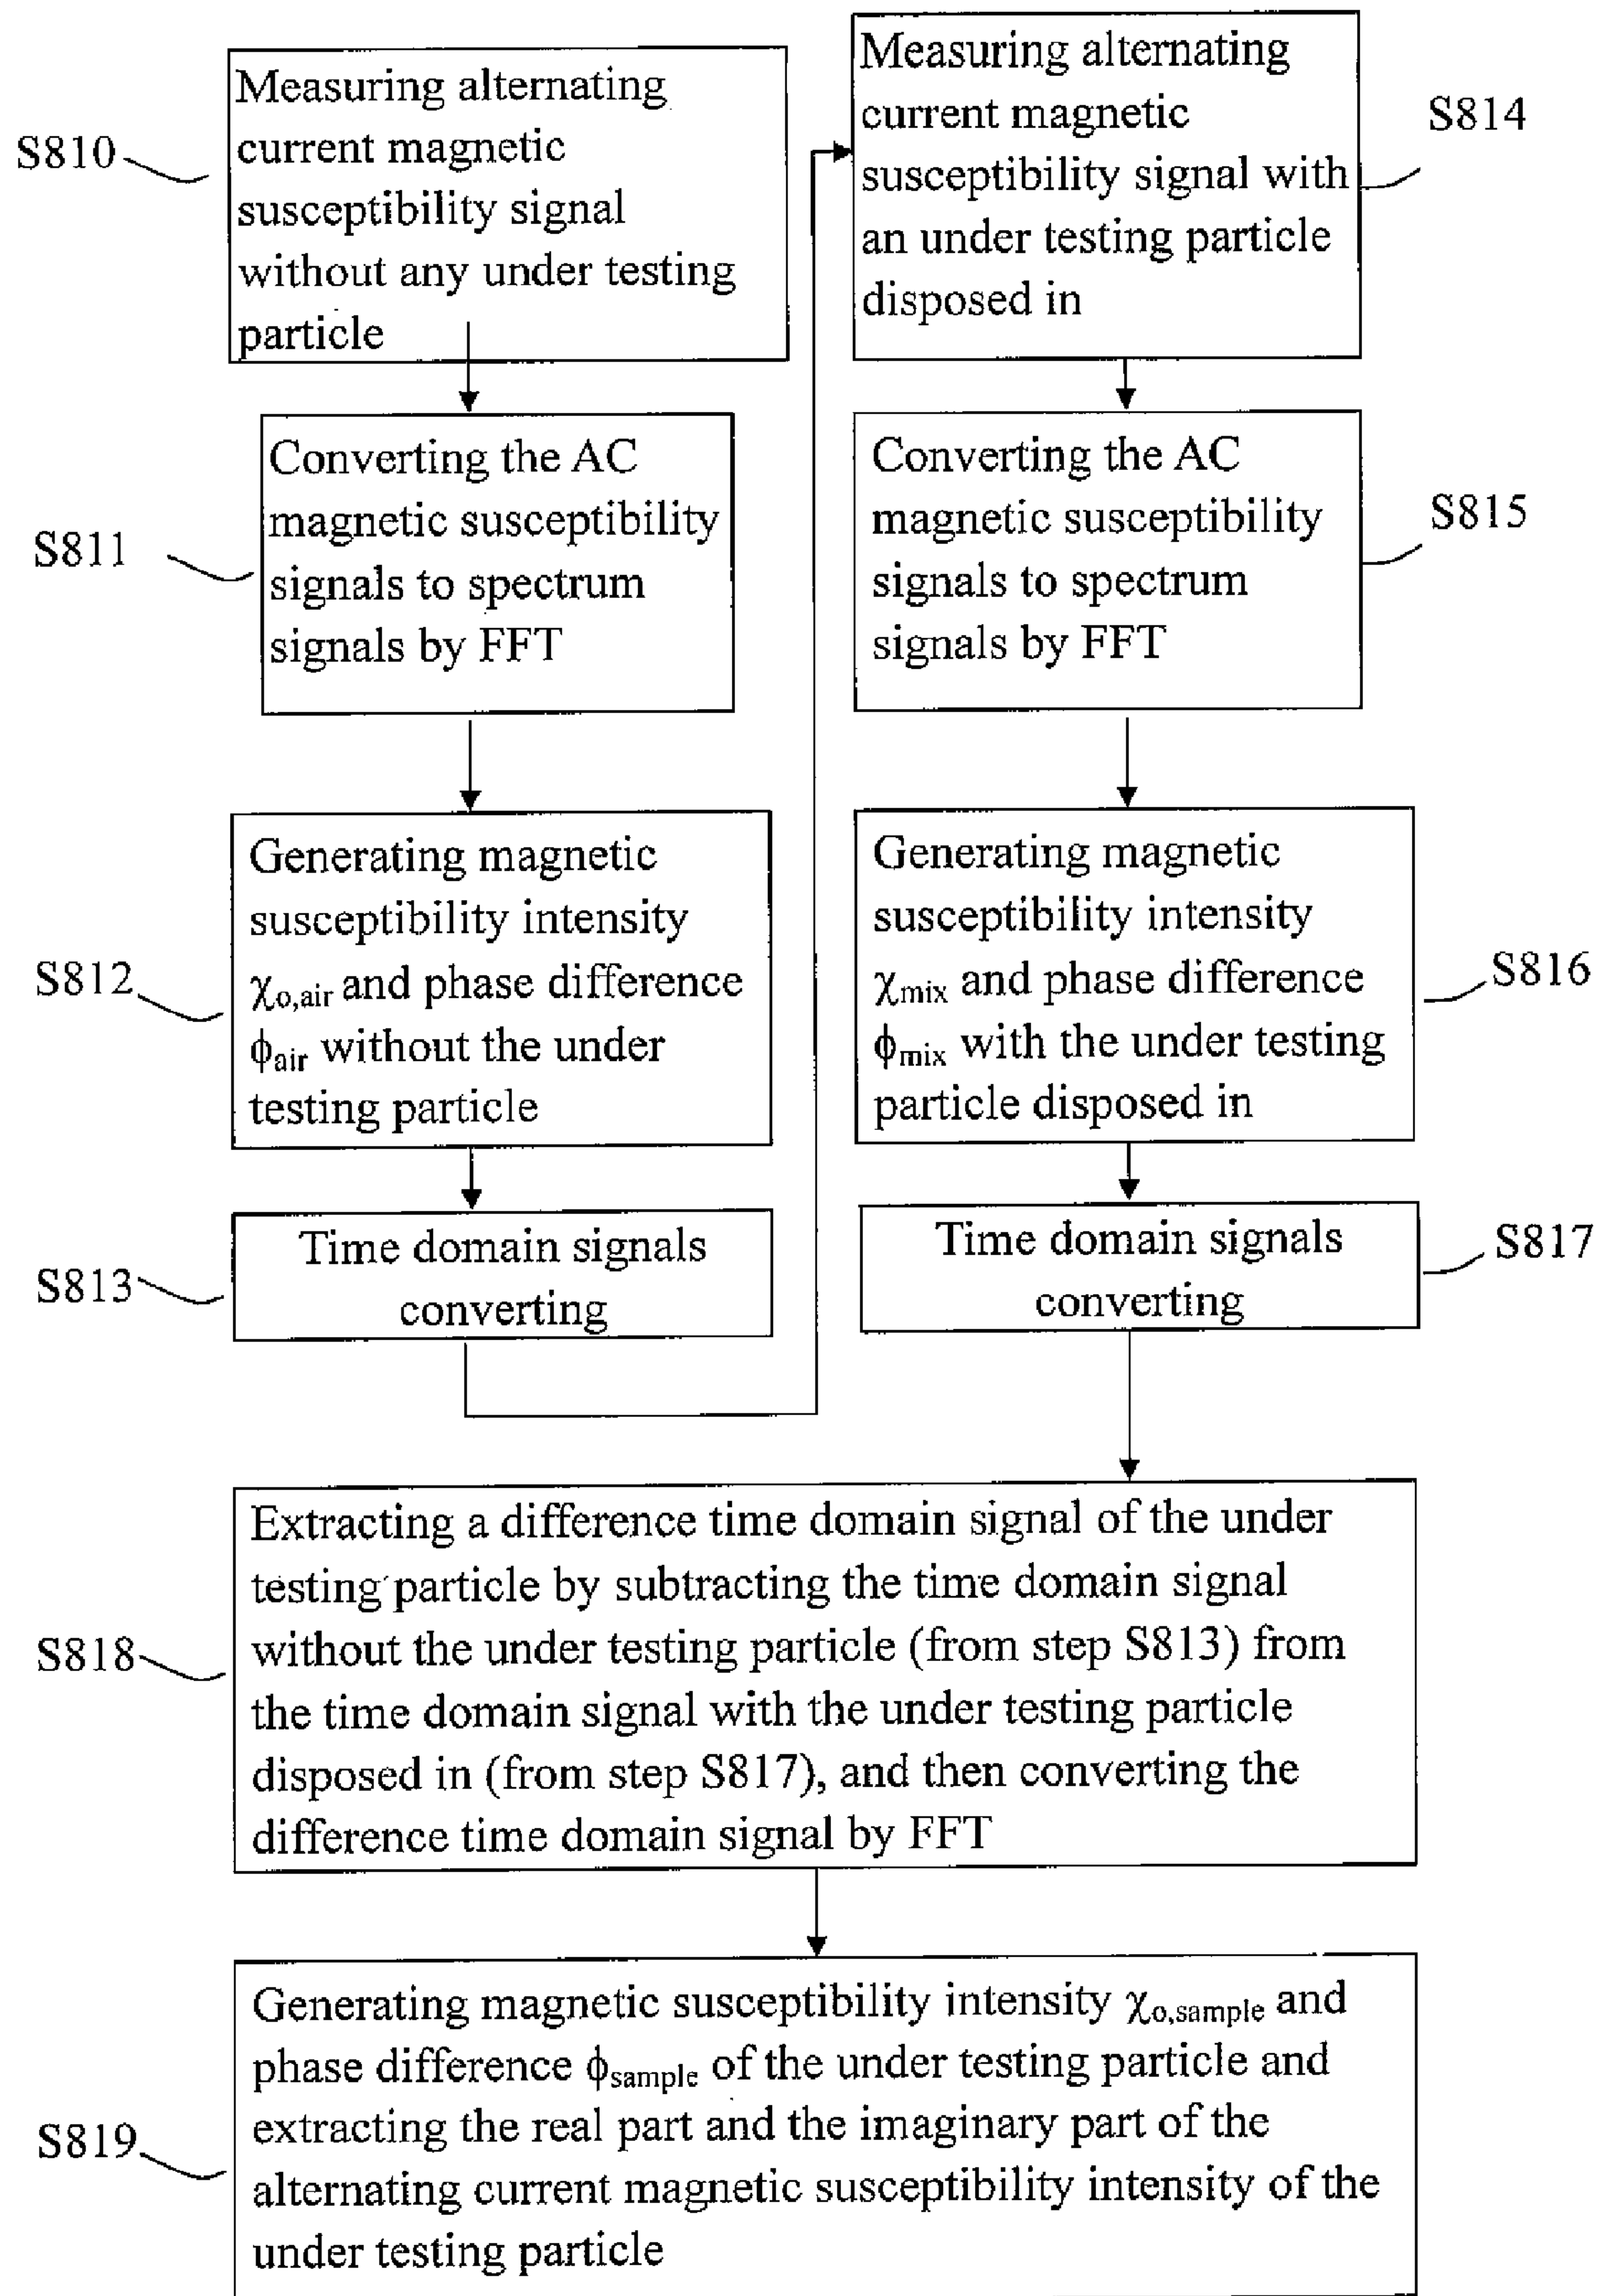 S810
Measuring alternating
current magnetic
susceptibility signal
without any under testing
particle
S811
Converting the AC
magnetic susceptibility
signals to spectrum
signals by FFT
S812
Generating magnetic
susceptibility intensity
χo,air and phase difference
ϕair without the under
testing particle
S813
Time domain signals
converting
S814
Measuring alternating
current magnetic
susceptibility signal with
an under testing particle
disposed in
S815
Converting the AC
magnetic susceptibility
signals to spectrum
signals by FFT
S816
Generating magnetic
susceptibility intensity
χmix and phase difference
ϕmix with the under testing
particle disposed in
S817
Time domain signals
converting
S818
Extracting a difference time domain signal of the under
testing particle by subtracting the time domain signal
without the under testing particle (from step S813) from
the time domain signal with the under testing particle
disposed in (from step S817), and then converting the
difference time domain signal by FFT
S819
Generating magnetic susceptibility intensity χo,sample and
phase difference ϕsample of the under testing particle and
extracting the real part and the imaginary part of the
alternating current magnetic susceptibility intensity of the
under testing particle